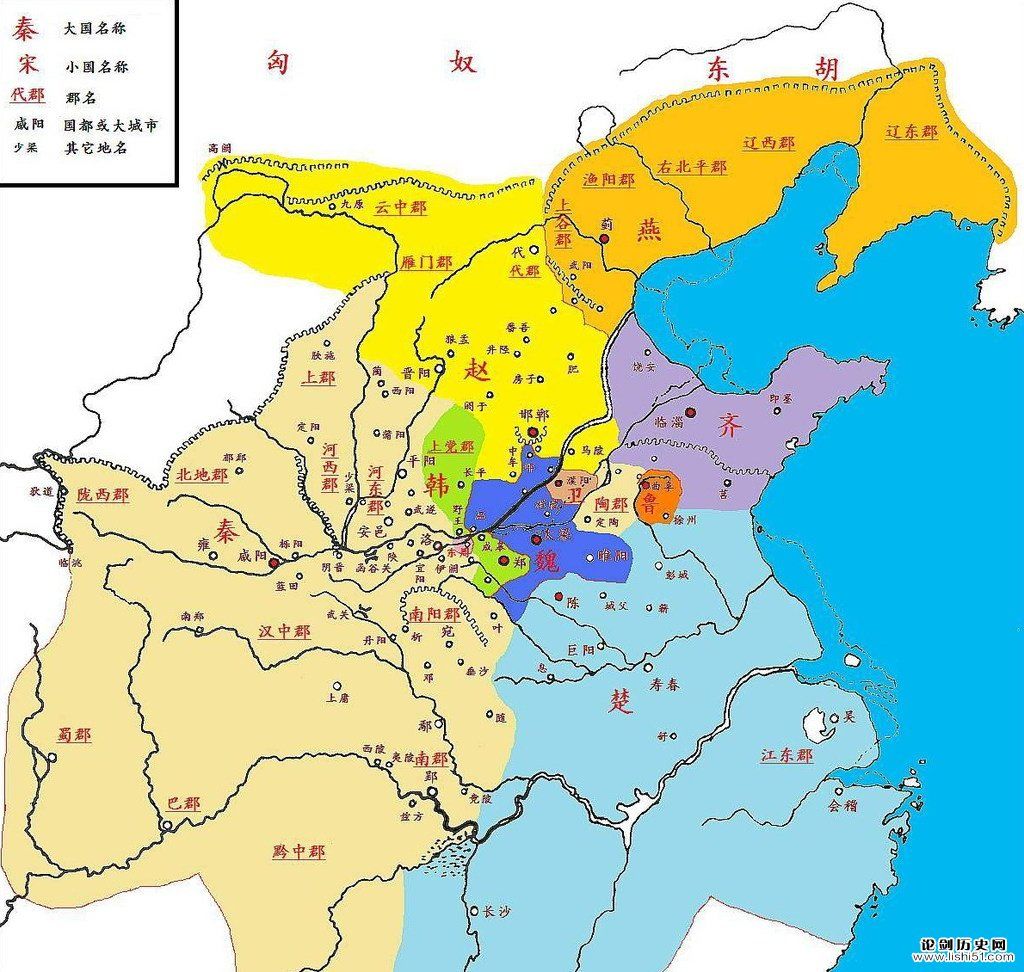 秦 大国名称
宋 小国名称
代郡 郡名
咸阳 国都或大城市
少梁 其它地名
匈 奴
东 胡
高阙
九原
云中郡
雁门郡
代
代郡
上谷郡
渔阳郡
右北平郡
辽西郡
辽东郡
蓟
燕
武阳
番吾
狼孟
井陉
晋阳
赵
房子
肥
阏于
邯郸
马陵
中牟
肤施
上郡
蔺
西阳
定阳
蒲阳
河西郡
少梁
河东郡
平阳
上党郡
韩
长平
武遂
野王
安邑
饶安
临淄
齐
即墨
莒
濮阳
卫
陶郡
定陶
曲阜
鲁
徐州
北地郡
狄道
陇西郡
秦
雍
咸阳
栎阳
临洮
蓝田
阴晋
函谷关
陕
宜阳
洛
伊阙
东周
成皋
郑
大梁
魏
睢阳
彭城
陈
城父
蕲
南郑
汉中郡
武关
丹阳
南阳郡
析
宛
叶
邓
垂沙
上庸
鄢
随
巨阳
息
寿春
楚
舒
吴
江东郡
会稽
蜀郡
巴郡
西陵
夷陵
南郡
郢
竞陵
兹方
黔中郡
长沙
论剑历史网
www.lishi51.com